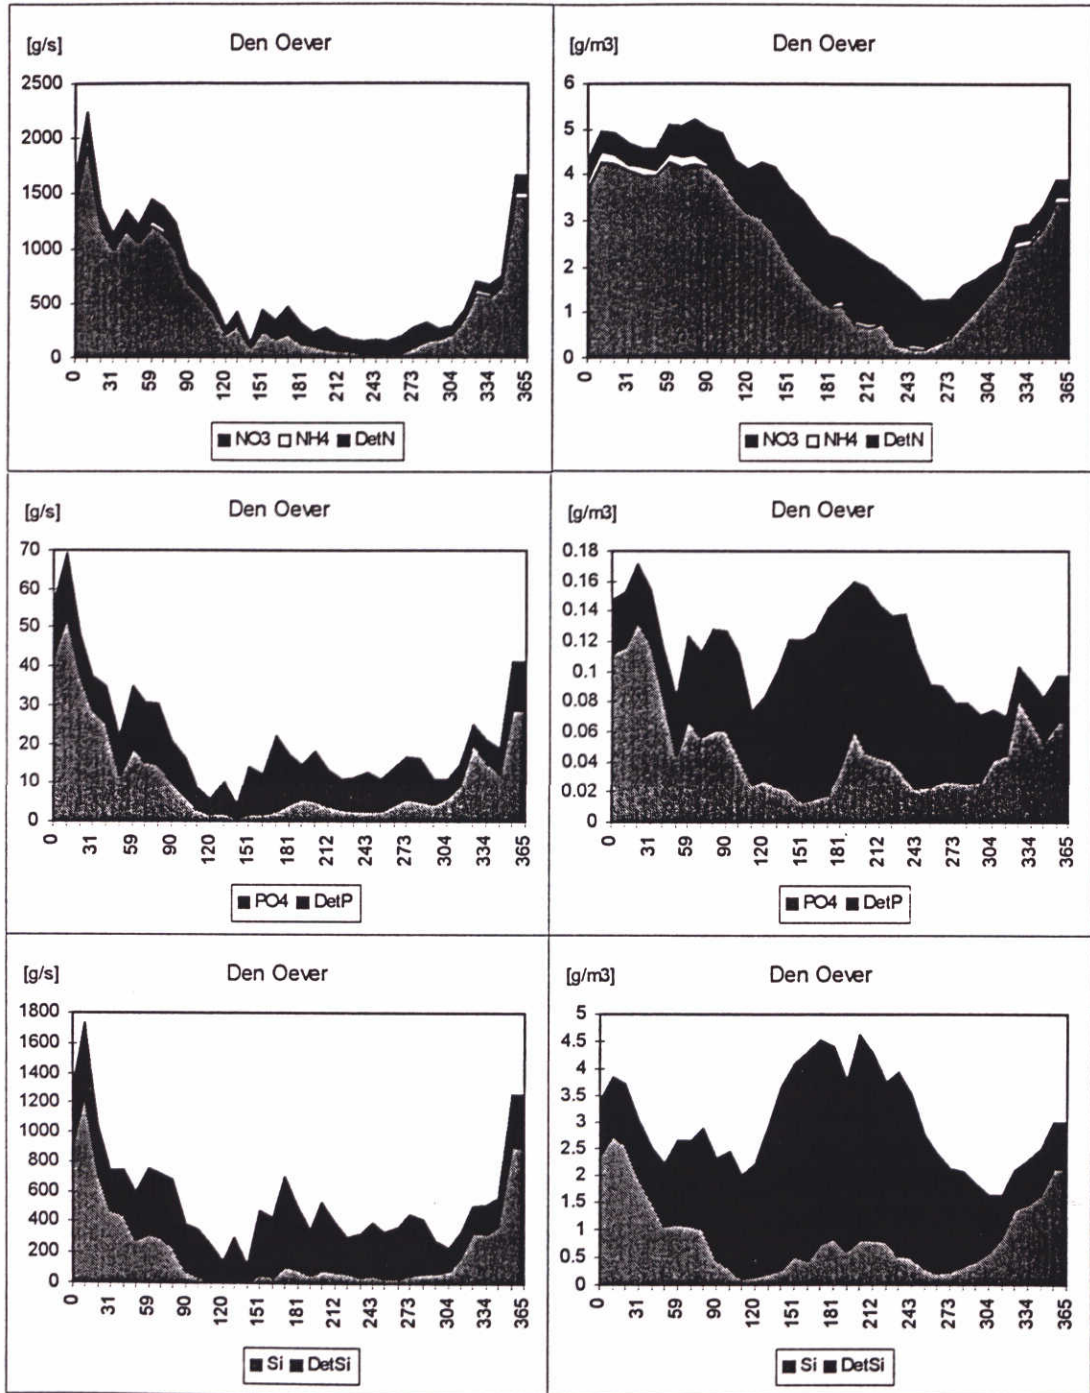 [g/s] Den Oever
2500
2000
1500
1000
500
0
0 31 59 90 120 151 181 212 243 273 304 334 365
NO3 NH4 DetN
[g/m3] Den Oever
6
5
4
3
2
1
0
0 31 59 90 120 151 181 212 243 273 304 334 365
NO3 NH4 DetN
[g/s] Den Oever
70
60
50
40
30
20
10
0
0 31 59 90 120 151 181 212 243 273 304 334 365
PO4 DetP
[g/m3] Den Oever
0.18
0.16
0.14
0.12
0.1
0.08
0.06
0.04
0.02
0
0 31 59 90 120 151 181 212 243 273 304 334 365
PO4 DetP
[g/s] Den Oever
1800
1600
1400
1200
1000
800
600
400
200
0
0 31 59 90 120 151 181 212 243 273 304 334 365
Si DetSi
[g/m3] Den Oever
5
4.5
4
3.5
3
2.5
2
1.5
1
0.5
0
0 31 59 90 120 151 181 212 243 273 304 334 365
Si DetSi